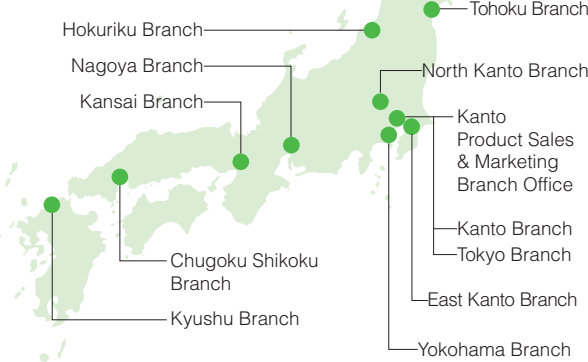 Tohoku Branch
Hokuriku Branch
Nagoya Branch
North Kanto Branch
Kansai Branch
Kanto
Product Sales
& Marketing
Branch Office
Kanto Branch
Tokyo Branch
Chugoku Shikoku
Branch
East Kanto Branch
Kyushu Branch
Yokohama Branch